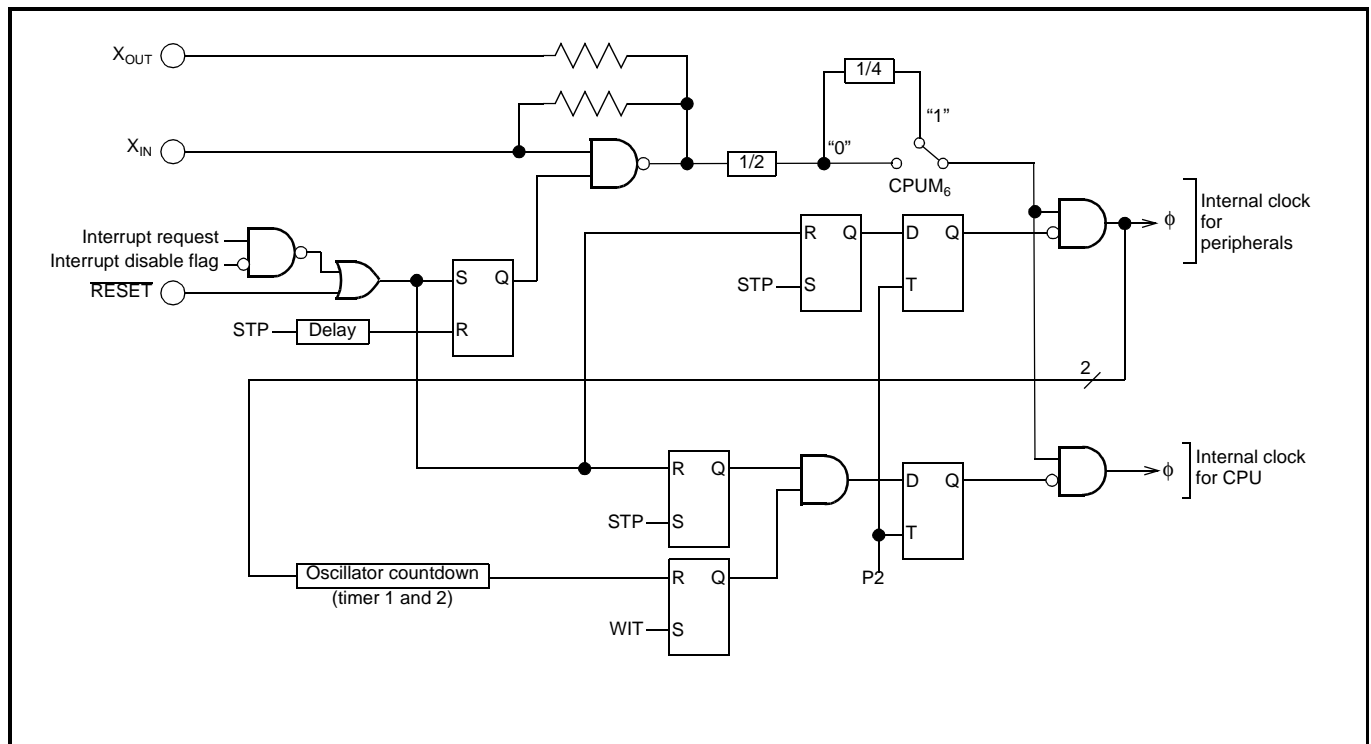 XOUT
1/4
"1"
XIN
"0"
1/2
CPUM6
Interrupt request
Interrupt disable flag
RESET
STP
Delay
S Q
R
R Q
STP
S
D Q
T
ϕ
Internal clock
for
peripherals
2
R Q
STP
S
D Q
T
P2
ϕ
Internal clock
for CPU
Oscillator countdown
(timer 1 and 2)
R Q
WIT
S